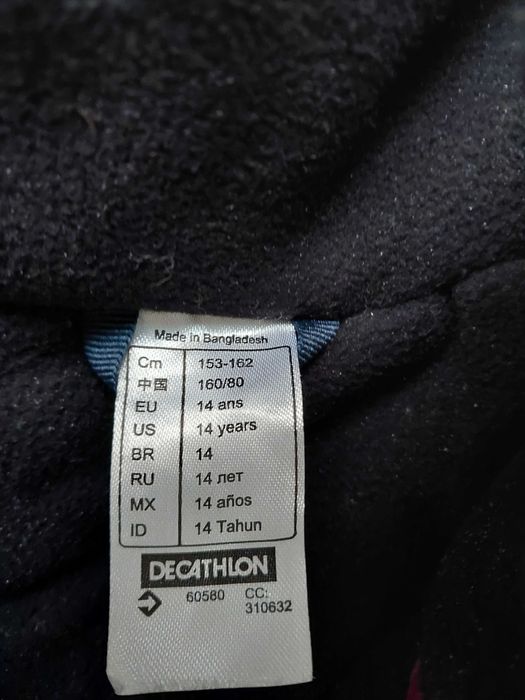 Made in Bangladesh
Cm 153-162
中国 160/80
EU 14 ans
US 14 years
BR 14
RU 14 лет
MX 14 años
ID 14 Tahun
DECATHLON
60580 CC:
310632